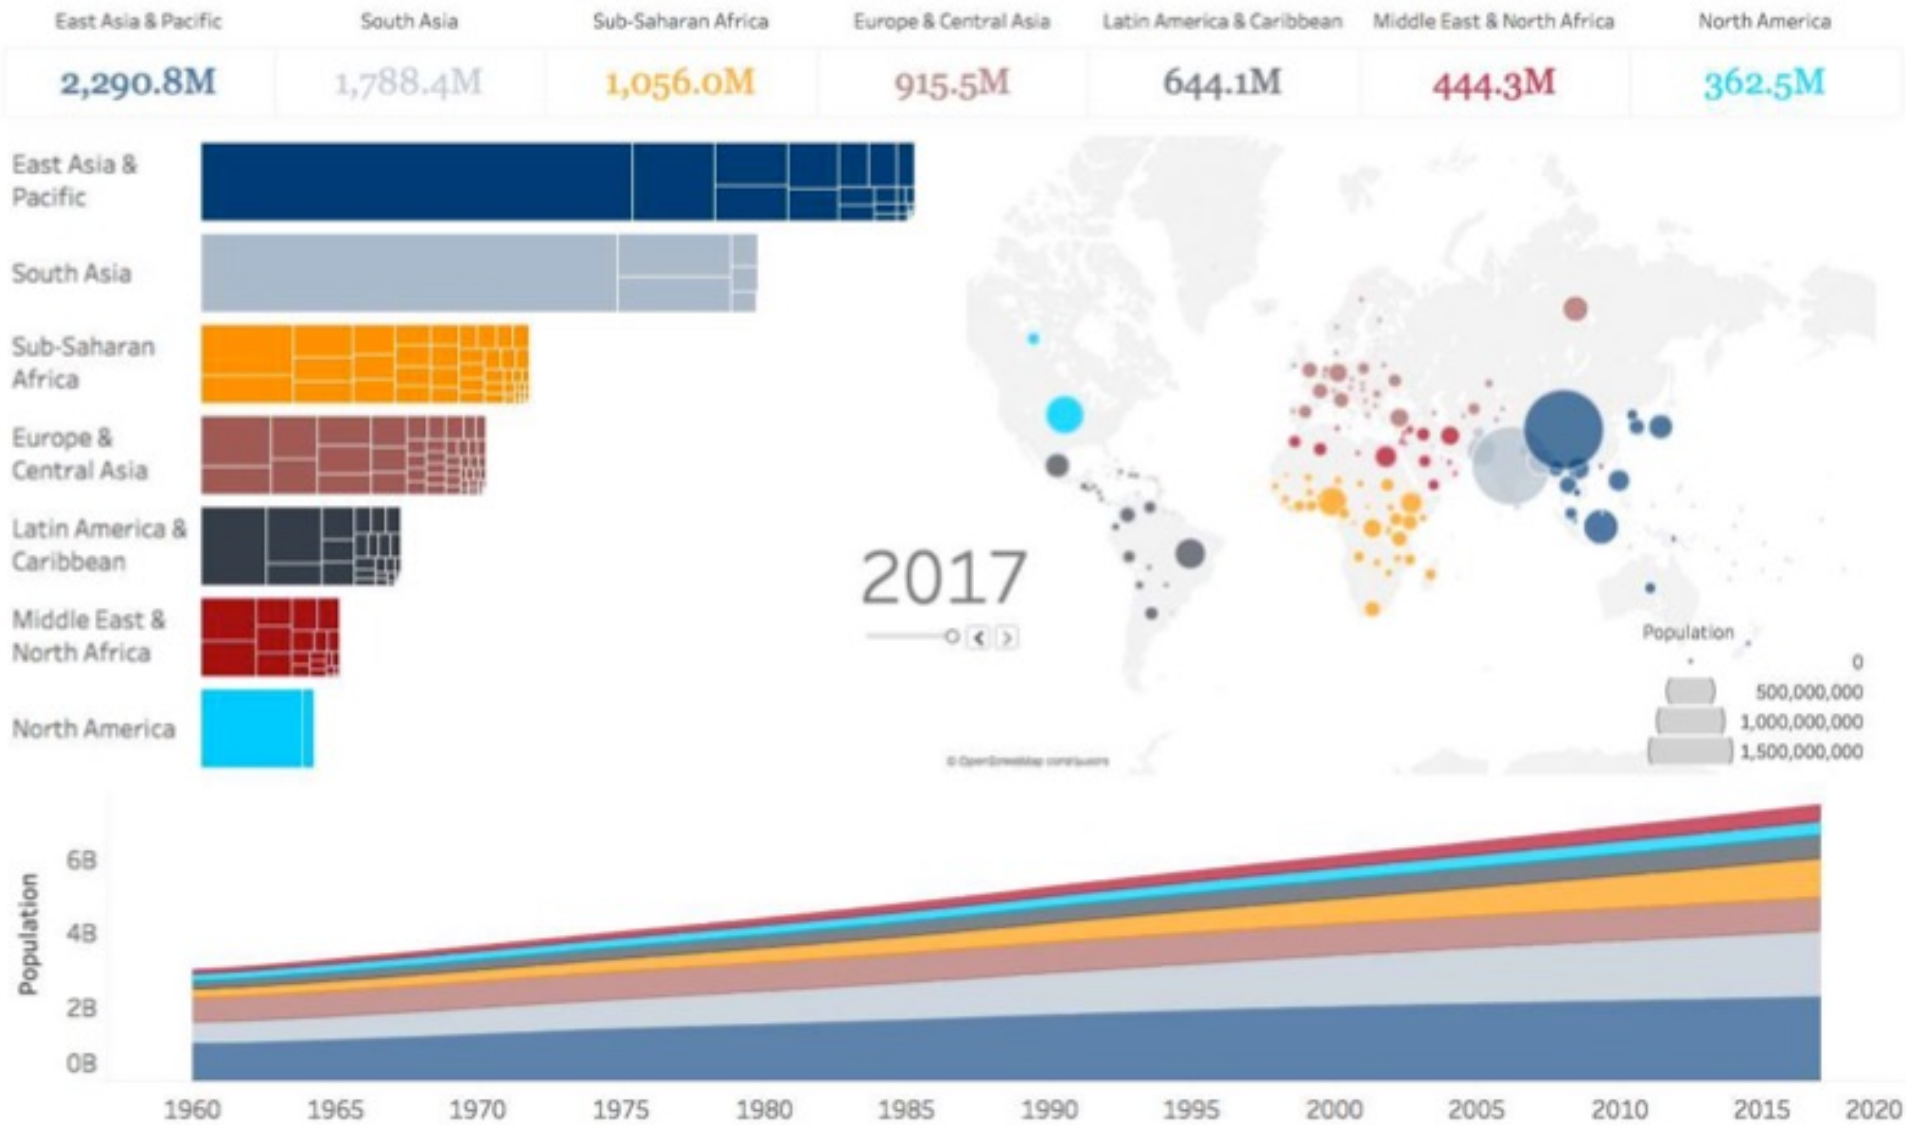 East Asia & Pacific
South Asia
Sub-Saharan Africa
Europe & Central Asia
Latin America & Caribbean
Middle East & North Africa
North America
2,290.8M
1,788.4M
1,056.0M
915.5M
644.1M
444.3M
362.5M
East Asia &
Pacific
South Asia
Sub-Saharan
Africa
Europe &
Central Asia
Latin America &
Caribbean
Middle East &
North Africa
North America
2017
Population
0
500,000,000
1,000,000,000
1,500,000,000
© OpenStreetMap contributors
Population
6B
4B
2B
0B
1960
1965
1970
1975
1980
1985
1990
1995
2000
2005
2010
2015
2020